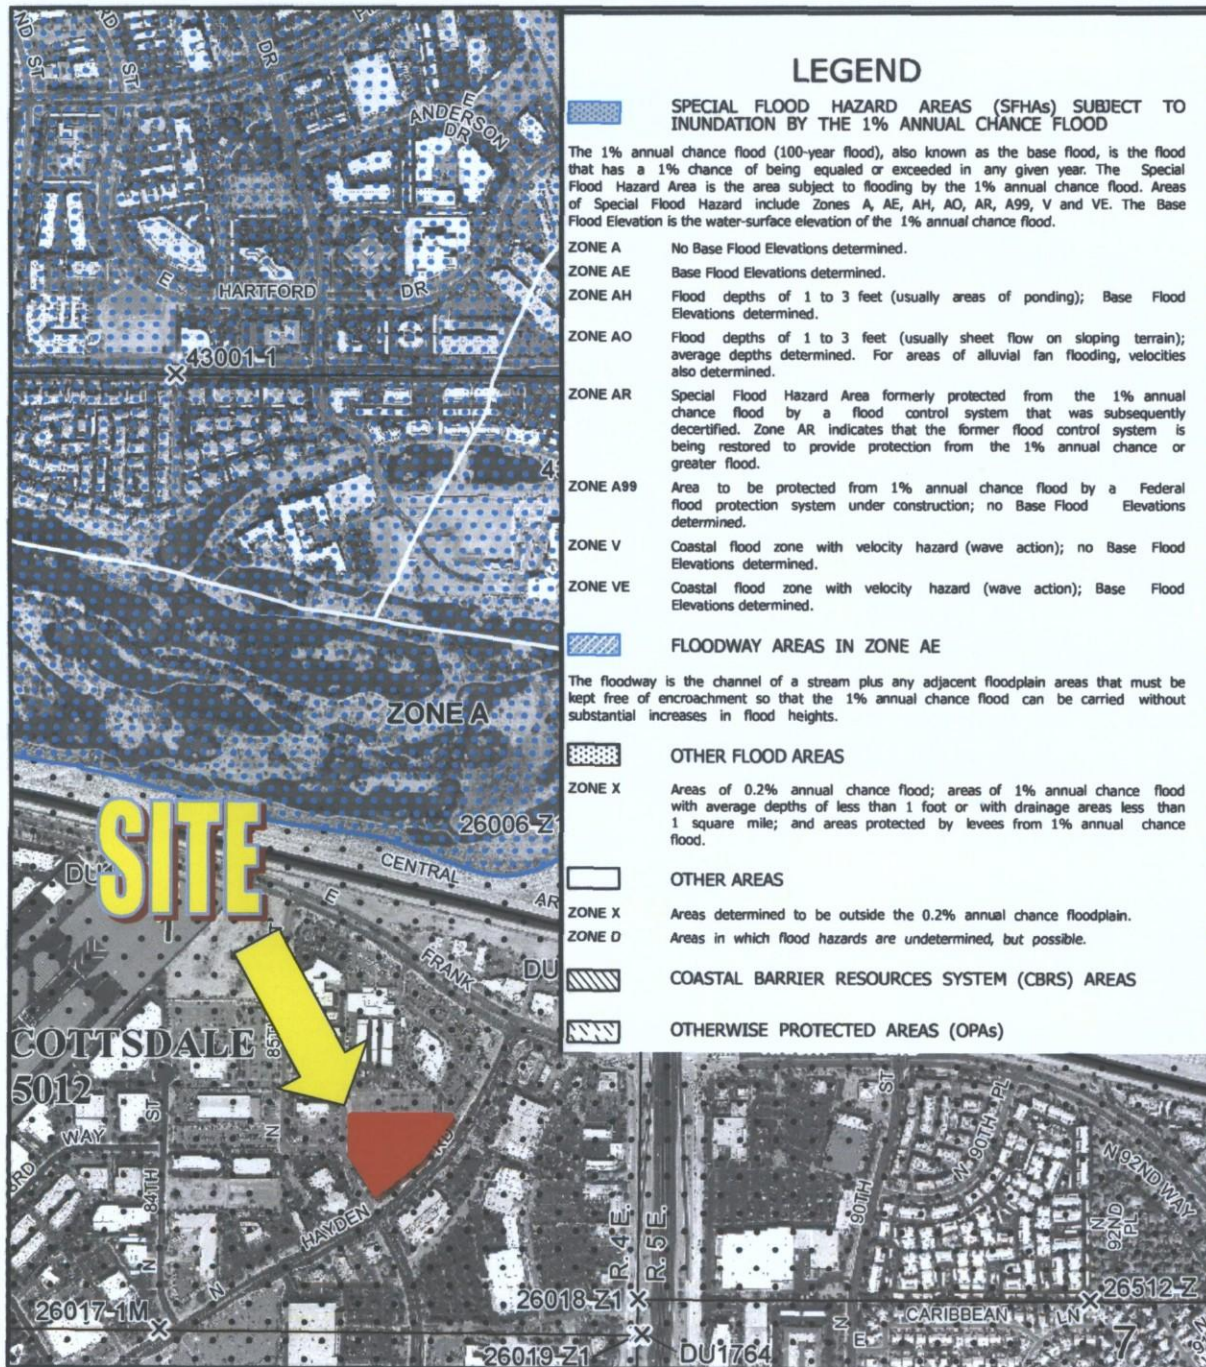 ND ST
RD ST
DR
E
ANDERSON
DR
E
HARTFORD DR
43001-1
ZONE A
26006-Z1
CENTRAL
AR
SITE
E
FRANK
DU
COTTSDALE
5012
85TH
N
WAY
84TH ST
N
HAYDEN RD
N
26017-1M
R. 4 E.
R. 5 E.
26018-Z1
26019-Z1
DU1764
90TH ST
N 90TH PL
N 92ND WAY
N 92ND PL
26512-Z
CARIBBEAN LN
N
E
7
LEGEND
SPECIAL FLOOD HAZARD AREAS (SFHAs) SUBJECT TO
INUNDATION BY THE 1% ANNUAL CHANCE FLOOD
The 1% annual chance flood (100-year flood), also known as the base flood, is the flood
that has a 1% chance of being equaled or exceeded in any given year. The Special
Flood Hazard Area is the area subject to flooding by the 1% annual chance flood. Areas
of Special Flood Hazard include Zones A, AE, AH, AO, AR, A99, V and VE. The Base
Flood Elevation is the water-surface elevation of the 1% annual chance flood.
ZONE A No Base Flood Elevations determined.
ZONE AE Base Flood Elevations determined.
ZONE AH Flood depths of 1 to 3 feet (usually areas of ponding); Base Flood
Elevations determined.
ZONE AO Flood depths of 1 to 3 feet (usually sheet flow on sloping terrain);
average depths determined. For areas of alluvial fan flooding, velocities
also determined.
ZONE AR Special Flood Hazard Area formerly protected from the 1% annual
chance flood by a flood control system that was subsequently
decertified. Zone AR indicates that the former flood control system is
being restored to provide protection from the 1% annual chance or
greater flood.
ZONE A99 Area to be protected from 1% annual chance flood by a Federal
flood protection system under construction; no Base Flood Elevations
determined.
ZONE V Coastal flood zone with velocity hazard (wave action); no Base Flood
Elevations determined.
ZONE VE Coastal flood zone with velocity hazard (wave action); Base Flood
Elevations determined.
FLOODWAY AREAS IN ZONE AE
The floodway is the channel of a stream plus any adjacent floodplain areas that must be
kept free of encroachment so that the 1% annual chance flood can be carried without
substantial increases in flood heights.
OTHER FLOOD AREAS
ZONE X Areas of 0.2% annual chance flood; areas of 1% annual chance flood
with average depths of less than 1 foot or with drainage areas less than
1 square mile; and areas protected by levees from 1% annual chance
flood.
OTHER AREAS
ZONE X Areas determined to be outside the 0.2% annual chance floodplain.
ZONE D Areas in which flood hazards are undetermined, but possible.
COASTAL BARRIER RESOURCES SYSTEM (CBRS) AREAS
OTHERWISE PROTECTED AREAS (OPAs)